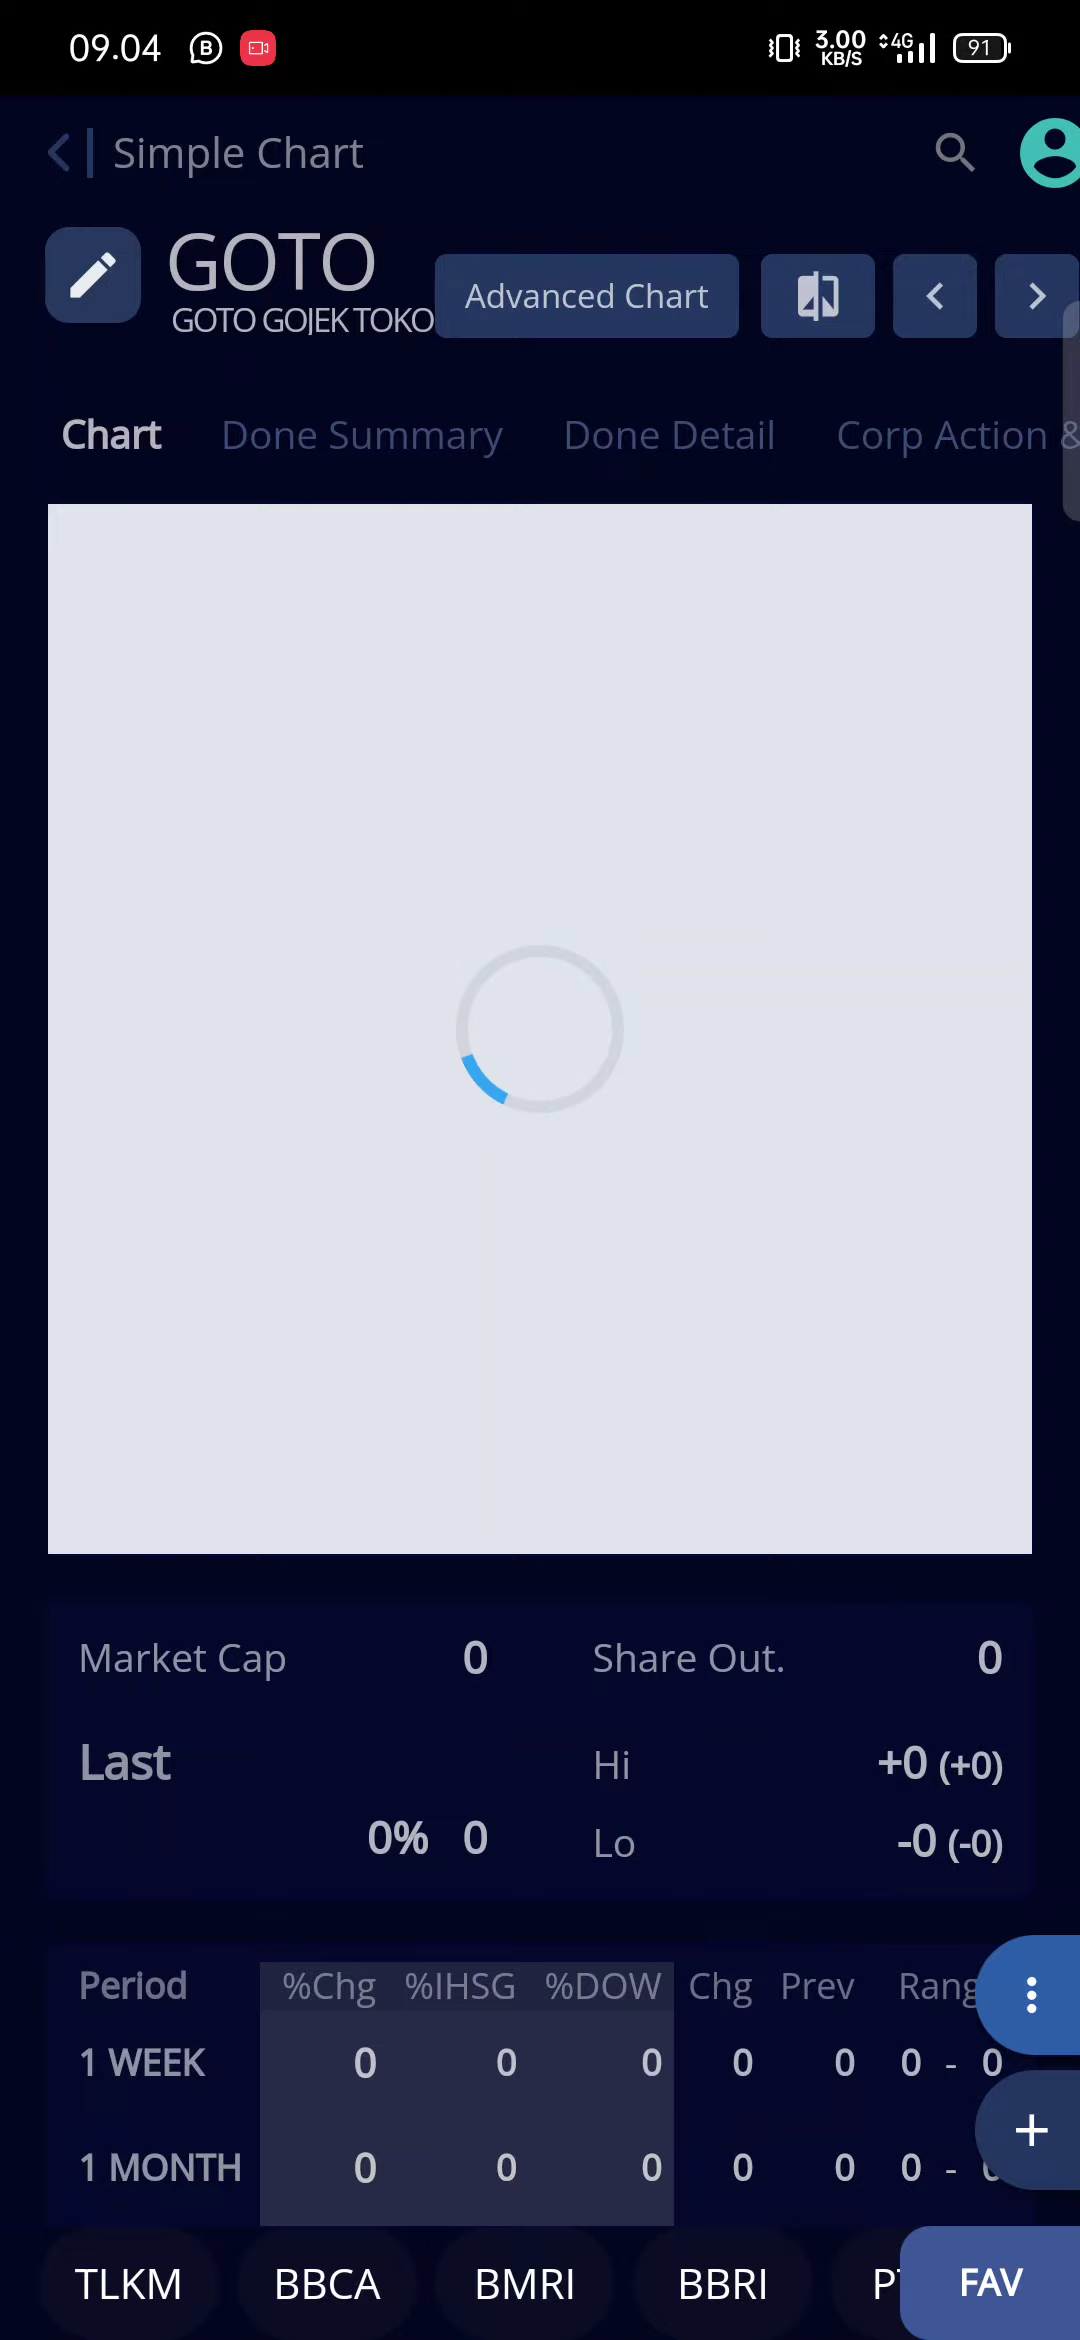 09.04 B 3.00 KB/S 4G 91
Simple Chart
GOTO
GOTO GOJEK TOKO
Advanced Chart
Chart Done Summary Done Detail Corp Action &
Market Cap 0 Share Out. 0
Last Hi +0 (+0)
0% 0 Lo -0 (-0)
Period %Chg %IHSG %DOW Chg Prev Rang
1 WEEK 0 0 0 0 0 0 - 0
1 MONTH 0 0 0 0 0 0 - 0
TLKM BBCA BMRI BBRI FAV